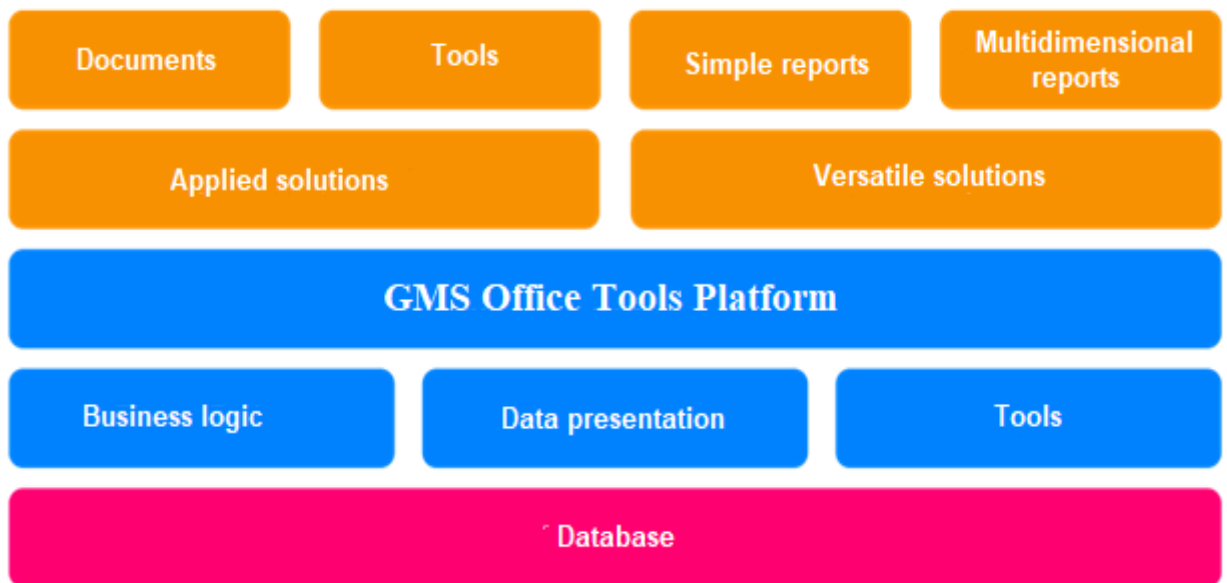 Documents
Tools
Simple reports
Multidimensional
reports
Applied solutions
Versatile solutions
GMS Office Tools Platform
Business logic
Data presentation
Tools
Database